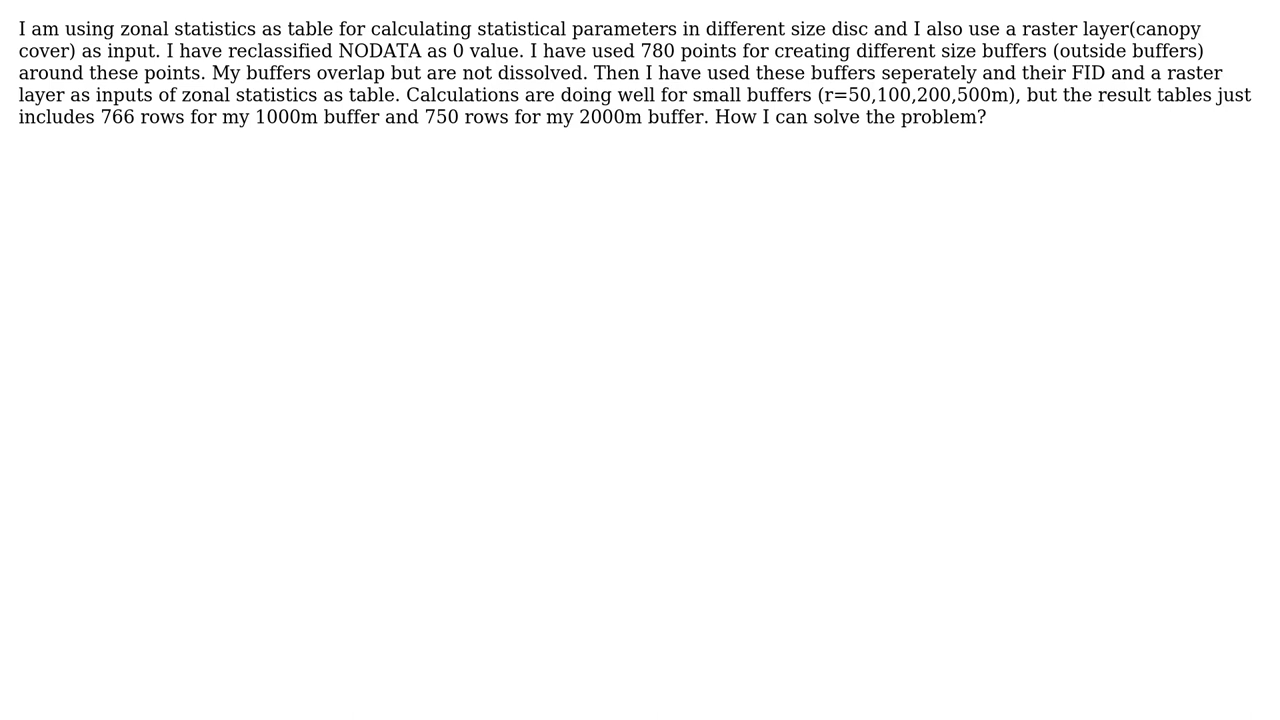 I am using zonal statistics as table for calculating statistical parameters in different size disc and I also use a raster layer(canopy
cover) as input. I have reclassified NODATA as 0 value. I have used 780 points for creating different size buffers (outside buffers)
around these points. My buffers overlap but are not dissolved. Then I have used these buffers seperately and their FID and a raster
layer as inputs of zonal statistics as table. Calculations are doing well for small buffers (r=50,100,200,500m), but the result tables just
includes 766 rows for my 1000m buffer and 750 rows for my 2000m buffer. How I can solve the problem?